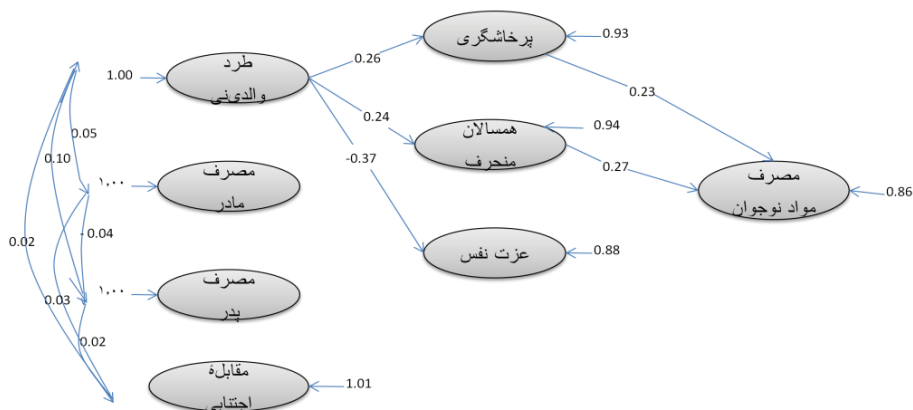 پرخاشگری
0.93
طرد
والدینی
1.00
0.26
0.23
0.05
0.24
همسالان
منحرف
0.94
0.10
-0.37
0.27
مصرف
مادر
۱,۰۰
مصرف
مواد نوجوان
0.86
0.02
-0.04
عزت نفس
0.88
مصرف
پدر
۱,۰۰
0.03
0.02
مقابلۀ
اجتنابی
1.01